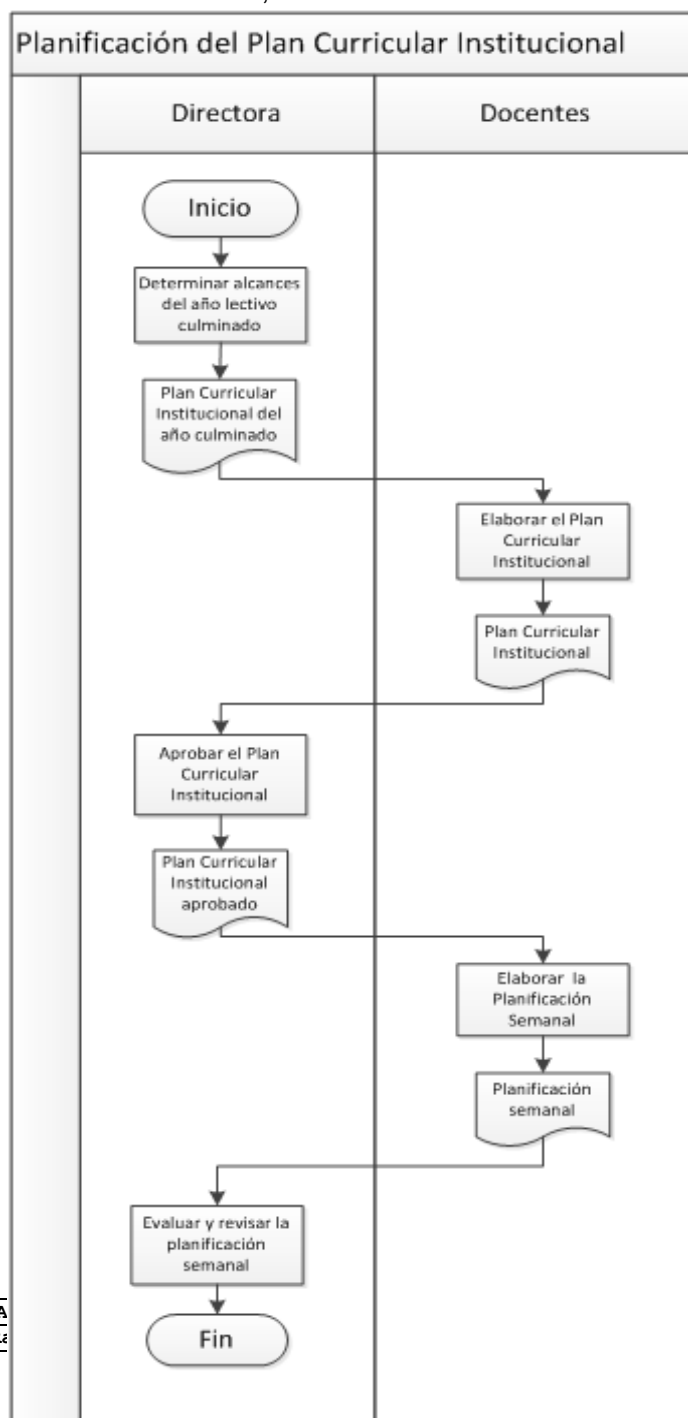 Planificación del Plan Curricular Institucional
Directora
Docentes
Inicio
Determinar alcances
del año lectivo
culminado
Plan Curricular
Institucional del
año culminado
Elaborar el Plan
Curricular
Institucional
Plan Curricular
Institucional
Aprobar el Plan
Curricular
Institucional
Plan Curricular
Institucional
aprobado
Elaborar la
Planificación
Semanal
Planificación
semanal
Evaluar y revisar la
planificación
semanal
Fin